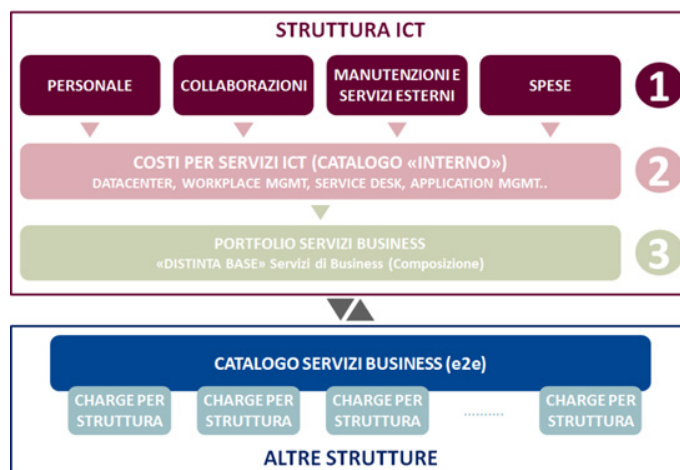 STRUTTURA ICT
PERSONALE
COLLABORAZIONI
MANUTENZIONI E
SERVIZI ESTERNI
SPESE
1
COSTI PER SERVIZI ICT (CATALOGO «INTERNO»)
DATACENTER, WORKPLACE MGMT, SERVICE DESK, APPLICATION MGMT..
2
PORTFOLIO SERVIZI BUSINESS
«DISTINTA BASE» Servizi di Business (Composizione)
3
CATALOGO SERVIZI BUSINESS (e2e)
CHARGE PER
STRUTTURA
CHARGE PER
STRUTTURA
CHARGE PER
STRUTTURA
..........
CHARGE PER
STRUTTURA
ALTRE STRUTTURE